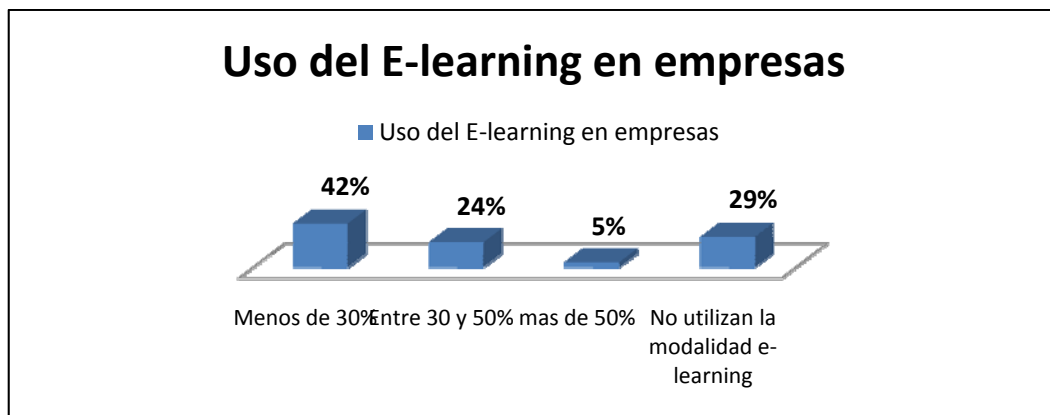 Uso del E-learning en empresas
Uso del E-learning en empresas
42%
24%
5%
29%
Menos de 30%
Entre 30 y 50%
mas de 50%
No utilizan la
modalidad e-
learning